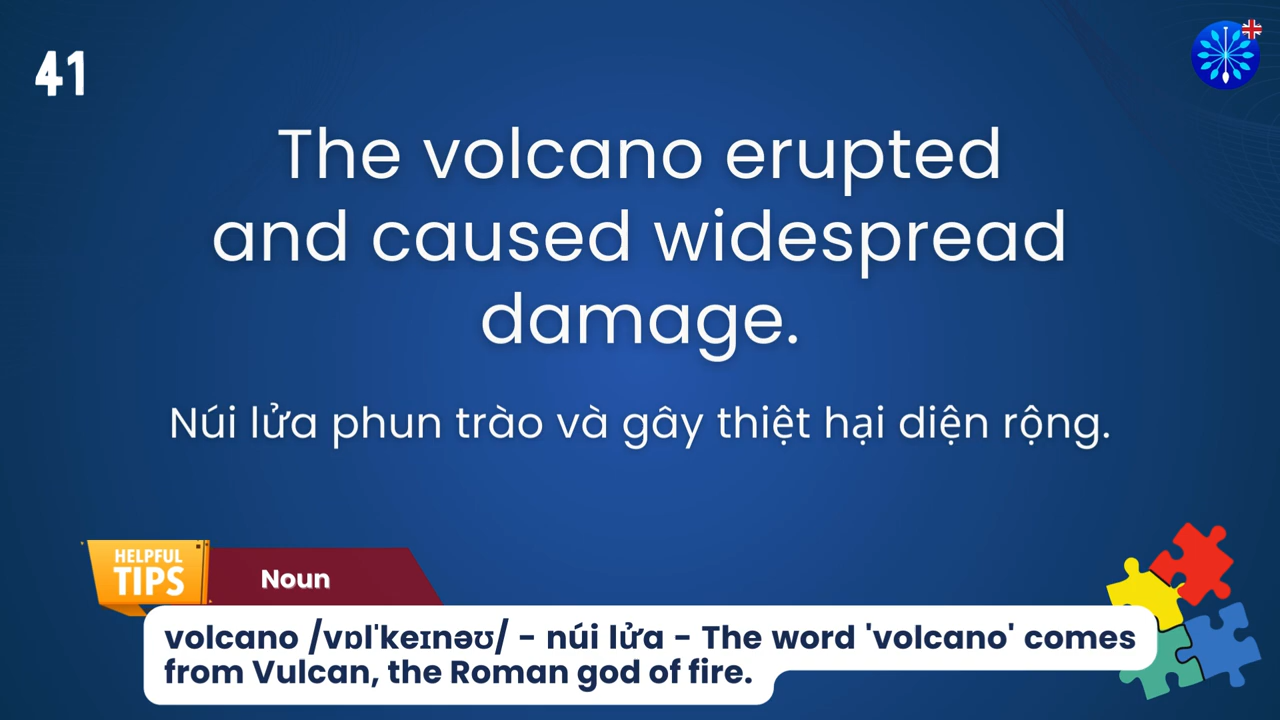 41
The volcano erupted
and caused widespread
damage.
Núi lửa phun trào và gây thiệt hại diện rộng.
HELPFUL
TIPS
Noun
volcano /vɒlˈkeɪnəʊ/ - núi lửa - The word 'volcano' comes
from Vulcan, the Roman god of fire.